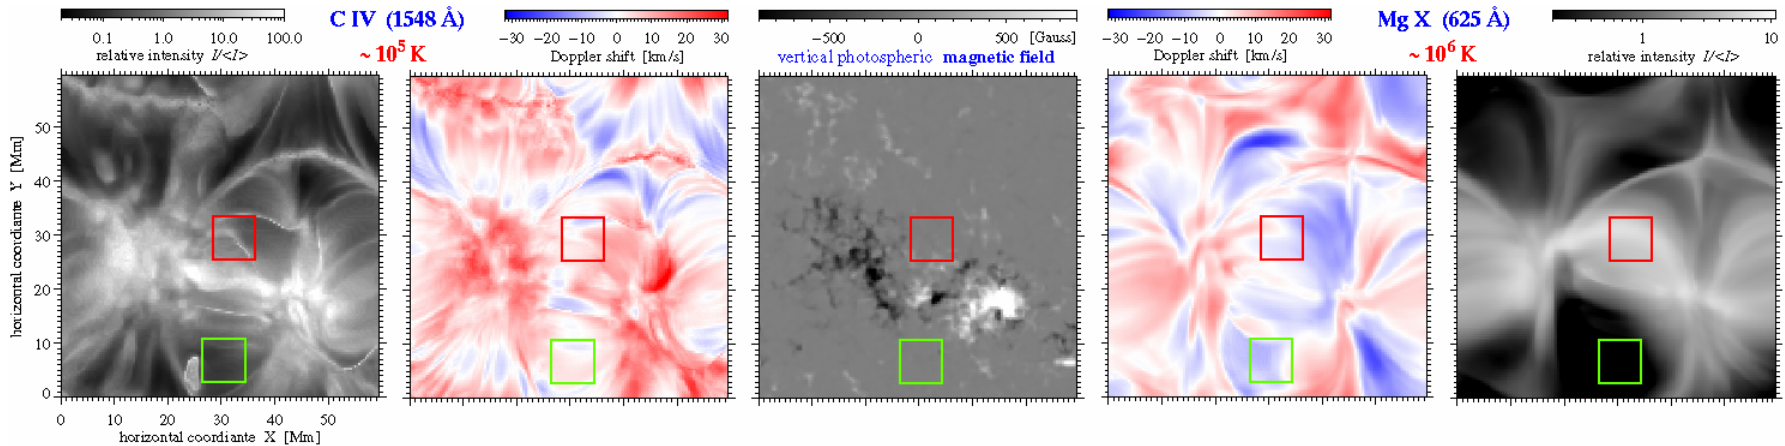 0.1 1.0 10.0 100.0
relative intensity I/<I>
C IV (1548 Å)
~ 10⁵ K
−30 −20 −10 0 10 20 30
Doppler shift [km/s]
−500 0 500 [Gauss]
vertical photospheric magnetic field
−30 −20 −10 0 10 20 30
Doppler shift [km/s]
Mg X (625 Å)
~ 10⁶ K
1 10
relative intensity I/<I>
horizontal coordiante Y [Mm]
50
40
30
20
10
0
0 10 20 30 40 50
horizontal coordiante X [Mm]